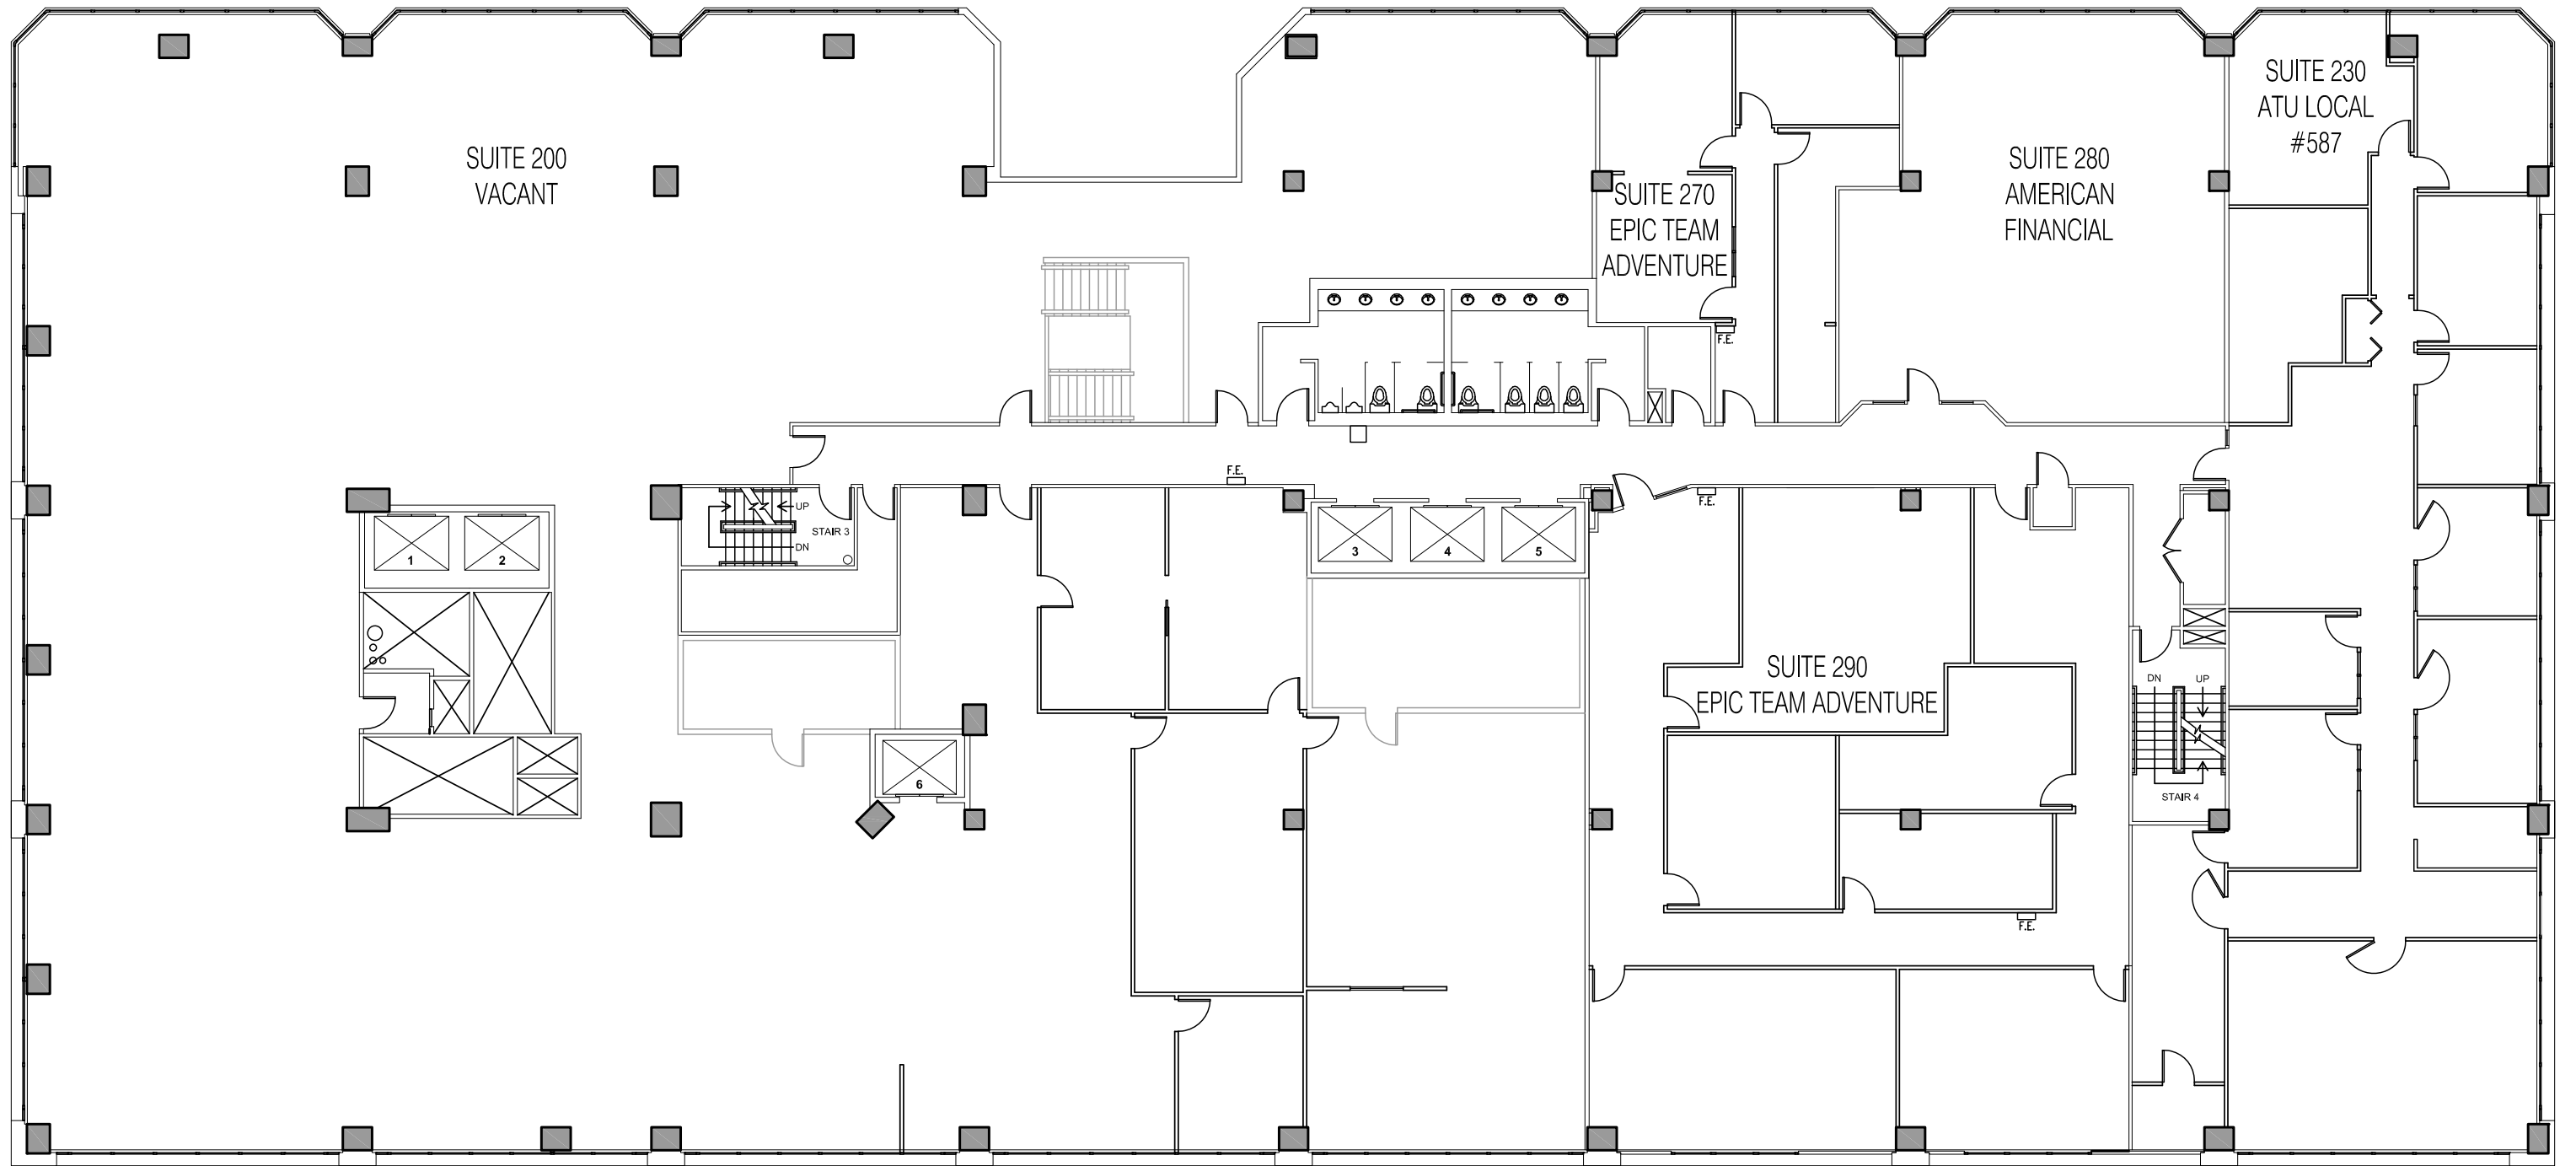 SUITE 200
VACANT
SUITE 270
EPIC TEAM
ADVENTURE
SUITE 280
AMERICAN
FINANCIAL
SUITE 230
ATU LOCAL
#587
F.E.
F.E.
F.E.
UP
STAIR 3
DN
1
2
3
4
5
SUITE 290
EPIC TEAM ADVENTURE
DN
UP
STAIR 4
6
F.E.